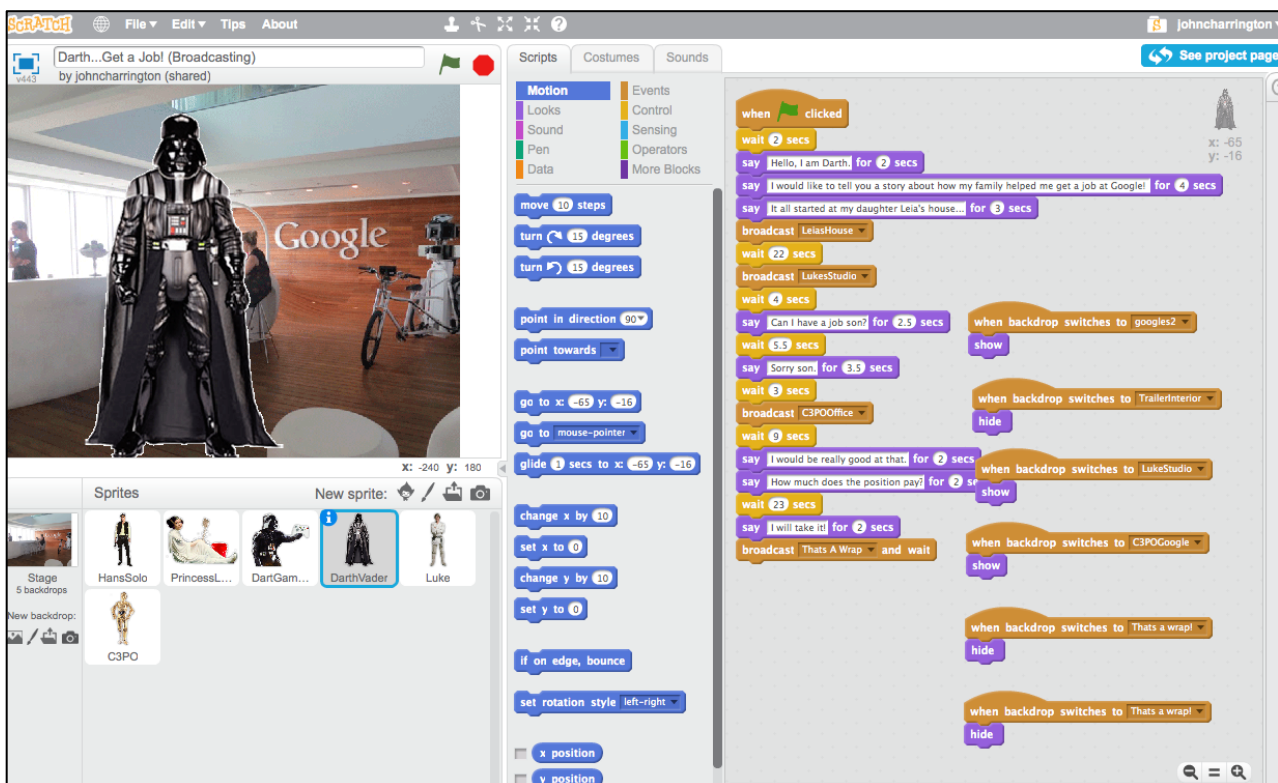 SCRATCH File Edit Tips About johncharrington
v443
Darth...Get a Job! (Broadcasting)
by johncharrington (shared)
Google
x: -240 y: 180
Sprites New sprite:
Stage
5 backdrops
New backdrop:
HansSolo PrincessL... DartGam... DarthVader Luke
C3PO
Scripts Costumes Sounds
See project page
Motion Events
Looks Control
Sound Sensing
Pen Operators
Data More Blocks
move 10 steps
turn 15 degrees
turn 15 degrees
point in direction 90
point towards
go to x: -65 y: -16
go to mouse-pointer
glide 1 secs to x: -65 y: -16
change x by 10
set x to 0
change y by 10
set y to 0
if on edge, bounce
set rotation style left-right
x position
y position
when clicked
wait 2 secs
say Hello, I am Darth. for 2 secs
say I would like to tell you a story about how my family helped me get a job at Google! for 4 secs
say It all started at my daughter Leia's house... for 3 secs
broadcast LeiasHouse
wait 22 secs
broadcast LukesStudio
wait 4 secs
say Can I have a job son? for 2.5 secs
wait 5.5 secs
say Sorry son. for 3.5 secs
wait 3 secs
broadcast C3POOffice
wait 9 secs
say I would be really good at that. for 2 secs
say How much does the position pay? for 2 se
wait 23 secs
say I will take it! for 2 secs
broadcast Thats A Wrap and wait
x: -65
y: -16
when backdrop switches to googles2
show
when backdrop switches to TrailerInterior
hide
when backdrop switches to LukeStudio
show
when backdrop switches to C3POGoogle
show
when backdrop switches to Thats a wrap!
hide
when backdrop switches to Thats a wrap!
hide